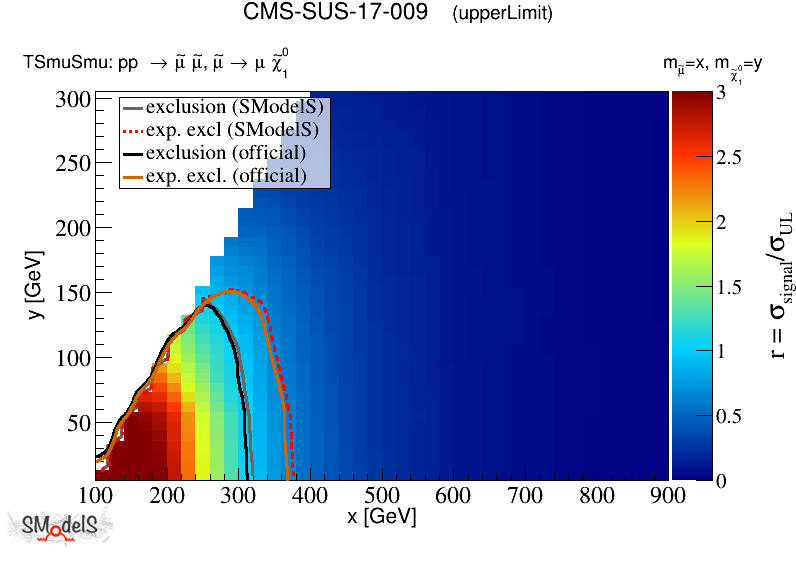 CMS-SUS-17-009 (upperLimit)
TSmuSmu: pp → μ̃ μ̃, μ̃ → μ χ̃₁⁰
m_μ̃=x, m_χ̃₁⁰=y
exclusion (SModelS)
exp. excl (SModelS)
exclusion (official)
exp. excl. (official)
300
250
200
150
100
50
y [GeV]
100 200 300 400 500 600 700 800 900
x [GeV]
3
2.5
2
1.5
1
0.5
0
r = σ_signal/σ_UL
SModelS